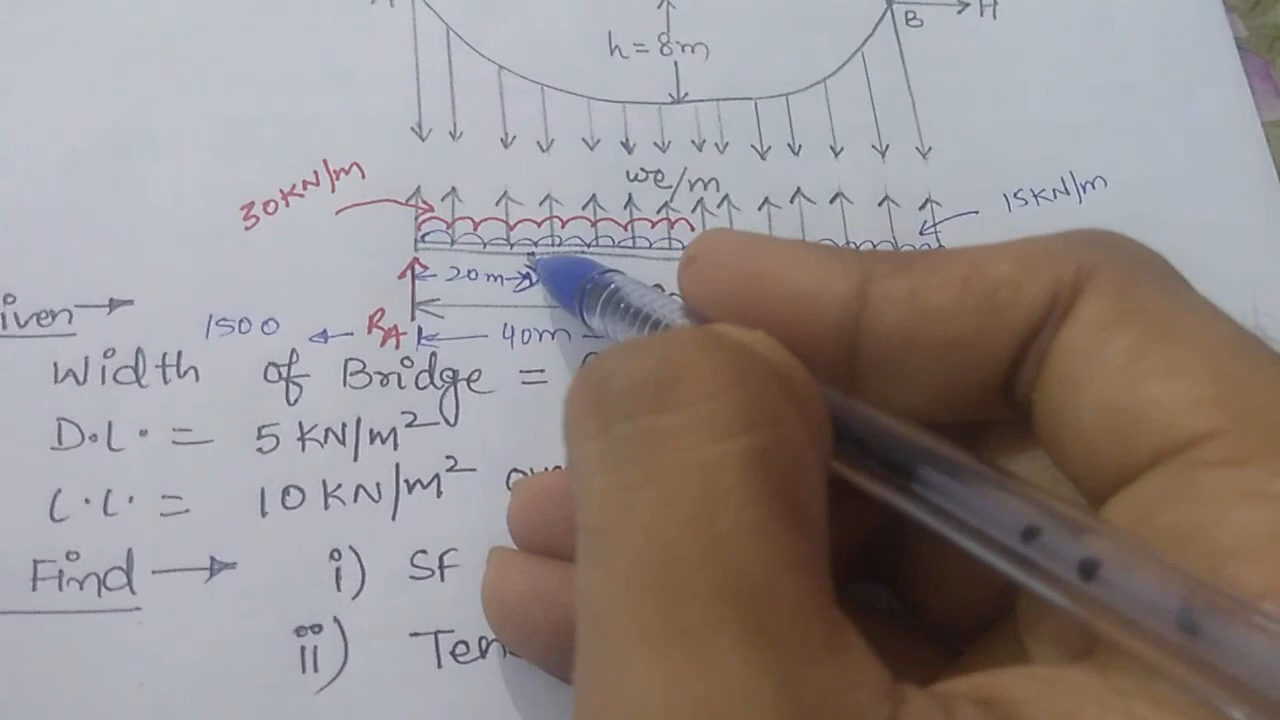 B H
h = 8m
we/m
30KN/m
15KN/m
20m
iven →
1500 ← RA 40m
Width of Bridge =
D.L. = 5 KN/m²
L.L. = 10 KN/m²
Find → i) SF
ii) Ten